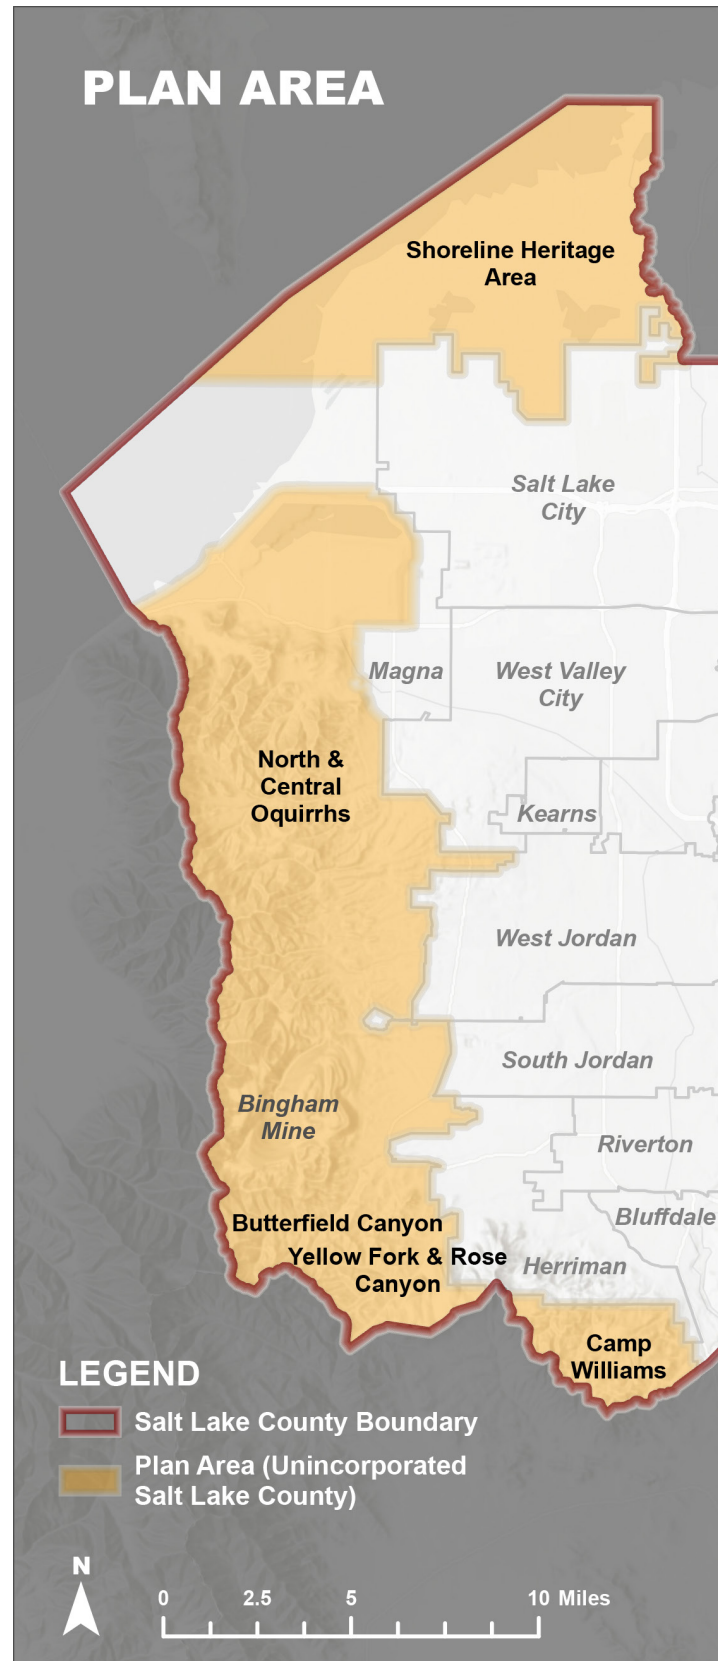 PLAN AREA
Shoreline Heritage
Area
Salt Lake
City
Magna
West Valley
City
North &
Central
Oquirrhs
Kearns
West Jordan
South Jordan
Bingham
Mine
Riverton
Butterfield Canyon
Bluffdale
Yellow Fork & Rose
Canyon
Herriman
Camp
Williams
LEGEND
Salt Lake County Boundary
Plan Area (Unincorporated
Salt Lake County)
N
0 2.5 5 10 Miles